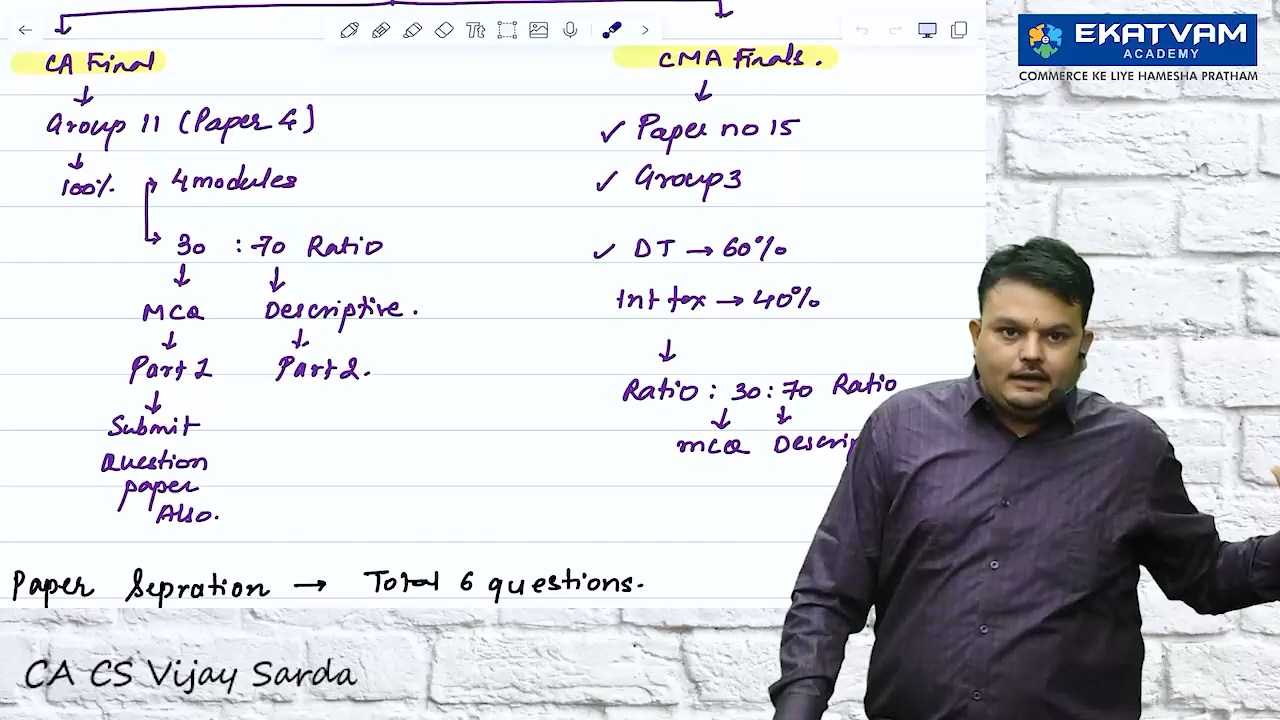 CA Final
Group 11 (Paper 4)
100%
4 modules
30 : 70 Ratio
MCQ Descriptive.
Part 1 Part 2.
Submit
Question
paper
Also.
CMA Finals.
✓ Paper no 15
✓ Group 3
✓ DT → 60%
Int tax → 40%
Ratio : 30 : 70 Ratio
MCQ Descrip
Paper Sepration → Total 6 questions.
EKATVAM
ACADEMY
COMMERCE KE LIYE HAMESHA PRATHAM
CA CS Vijay Sarda